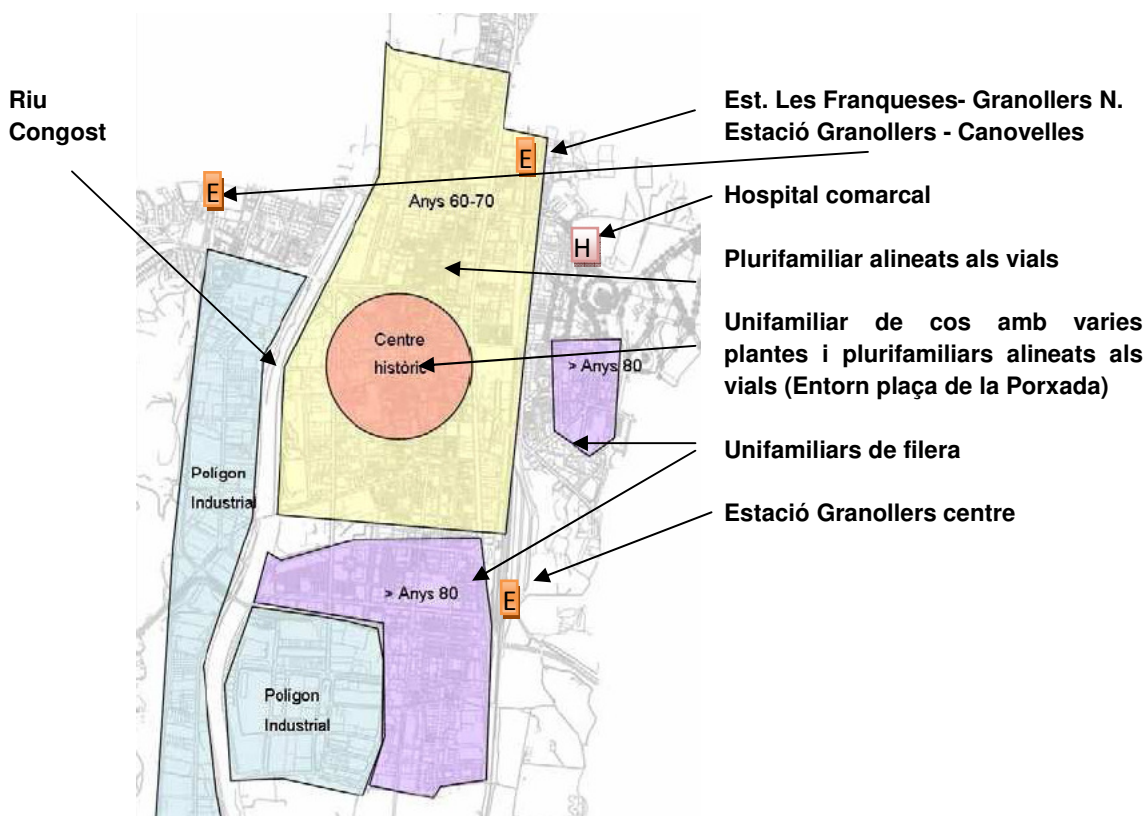 Riu
Congost
Est. Les Franqueses- Granollers N.
Estació Granollers - Canovelles
E
E
Anys 60-70
Hospital comarcal
H
Plurifamiliar alineats als vials
Unifamiliar de cos amb varies
plantes i plurifamiliars alineats als
vials (Entorn plaça de la Porxada)
Centre
històric
> Anys 80
Unifamiliars de filera
Polígon
Industrial
Estació Granollers centre
> Anys 80
E
Polígon
Industrial